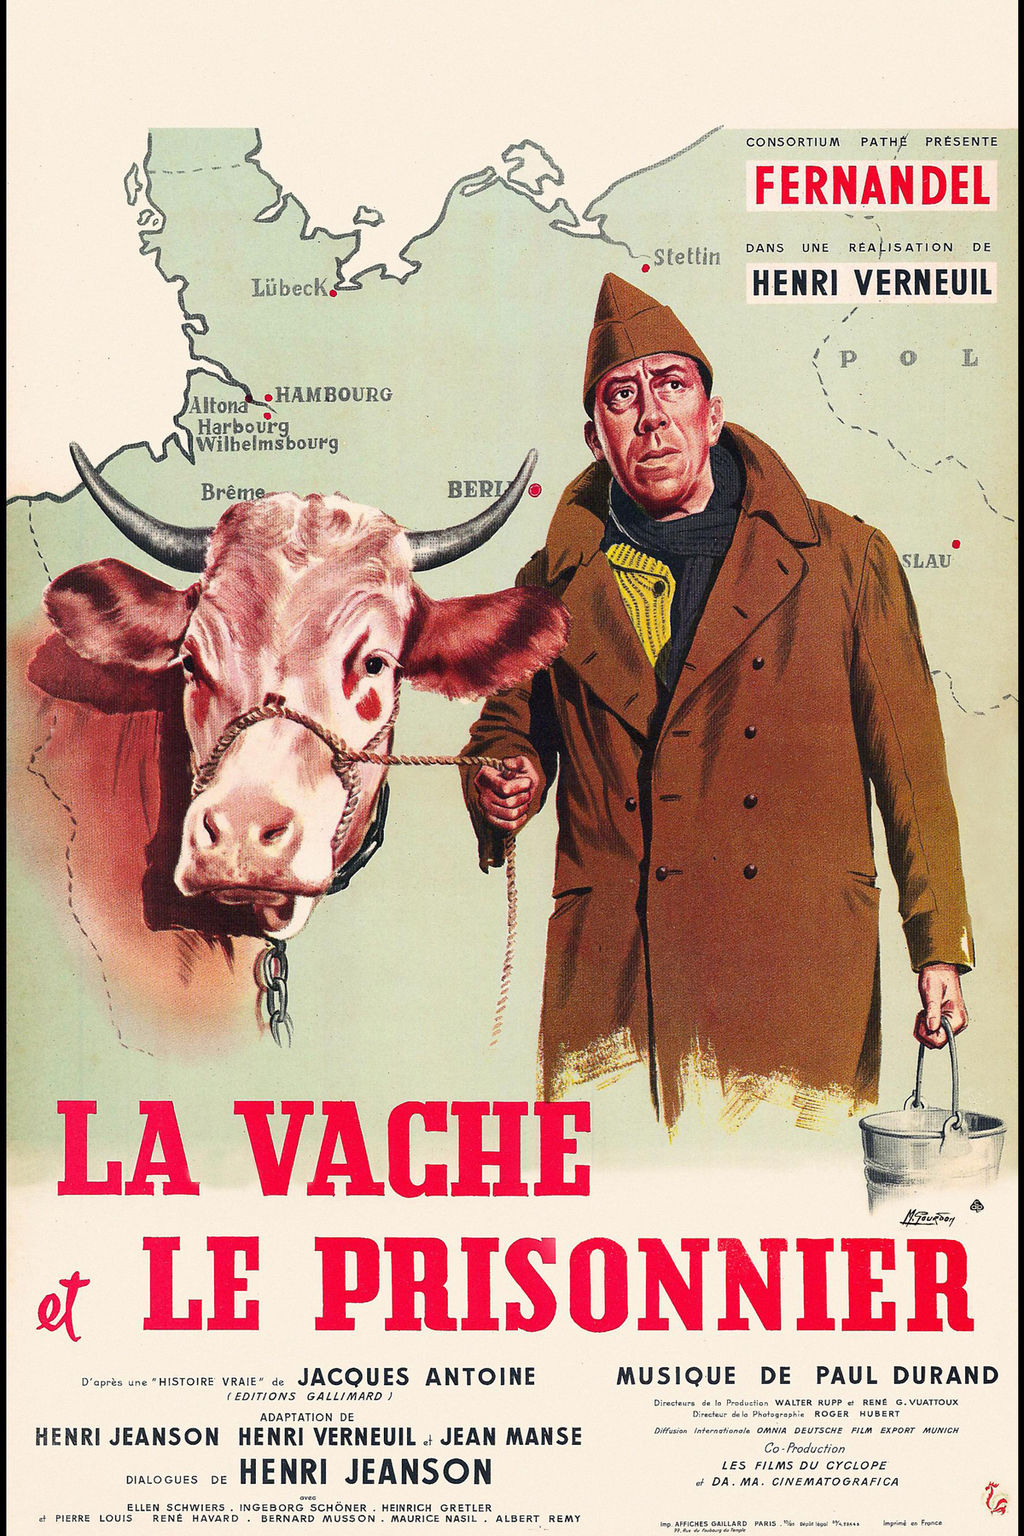 CONSORTIUM PATHÉ PRÉSENTE
FERNANDEL
DANS UNE RÉALISATION DE
HENRI VERNEUIL
Stettin
Lübeck
P O L
HAMBOURG
Altona
Harbourg
Wilhelmsbourg
Brême
BERLI
SLAU
M. Gourdon
LA VACHE
et LE PRISONNIER
D'après une "HISTOIRE VRAIE" de JACQUES ANTOINE
(EDITIONS GALLIMARD)
ADAPTATION DE
HENRI JEANSON HENRI VERNEUIL et JEAN MANSE
DIALOGUES DE HENRI JEANSON
avec
ELLEN SCHWIERS . INGEBORG SCHÖNER . HEINRICH GRETLER
et PIERRE LOUIS RENÉ HAVARD . BERNARD MUSSON . MAURICE NASIL . ALBERT REMY
MUSIQUE DE PAUL DURAND
Directeurs de la Production WALTER RUPP et RENÉ G. VUATTOUX
Directeur de la Photographie ROGER HUBERT
Diffusion Internationale OMNIA DEUTSCHE FILM EXPORT MUNICH
Co-Production
LES FILMS DU CYCLOPE
et DA. MA. CINEMATOGRAFICA
Imp. AFFICHES GAILLARD PARIS . Dépôt légal Imprimé en France